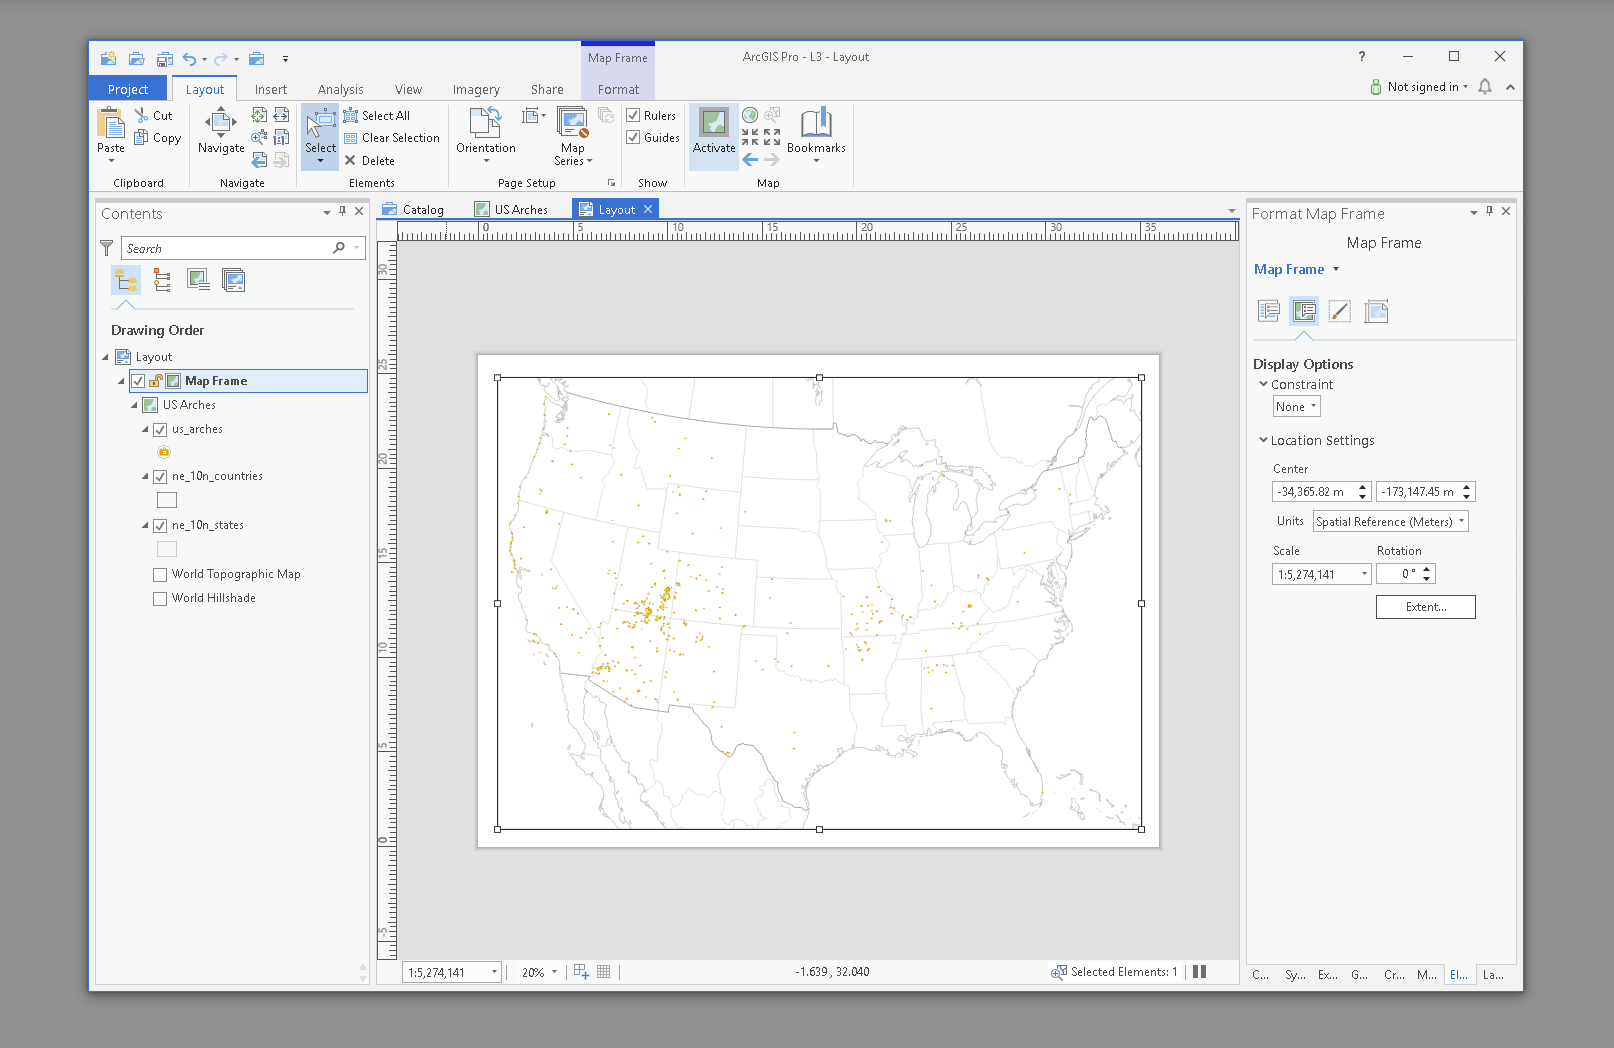 Map Frame
ArcGIS Pro - L3 - Layout
?
Project
Layout
Insert
Analysis
View
Imagery
Share
Format
Not signed in
Paste
Cut
Copy
Clipboard
Navigate
Navigate
Select
Select All
Clear Selection
Delete
Elements
Orientation
Map
Series
Page Setup
Rulers
Guides
Show
Activate
Bookmarks
Map
Contents
Search
Drawing Order
Layout
Map Frame
US Arches
us_arches
ne_10n_countries
ne_10n_states
World Topographic Map
World Hillshade
Catalog
US Arches
Layout
0 5 10 15 20 25 30 35
30
25
20
15
10
5
0
-5
1:5,274,141
20%
-1.639 , 32.040
Selected Elements: 1
Format Map Frame
Map Frame
Map Frame
Display Options
Constraint
None
Location Settings
Center
-34,365.82 m
-173,147.45 m
Units
Spatial Reference (Meters)
Scale
Rotation
1:5,274,141
0 °
Extent...
C...
Sy...
Ex...
G...
Cr...
M...
El...
La...